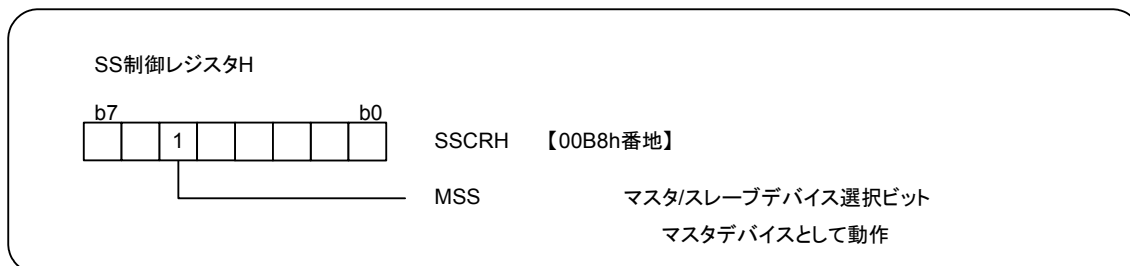 SS制御レジスタH
b7 b0
1 SSCRH 【00B8h番地】
MSS マスタ/スレーブデバイス選択ビット
マスタデバイスとして動作